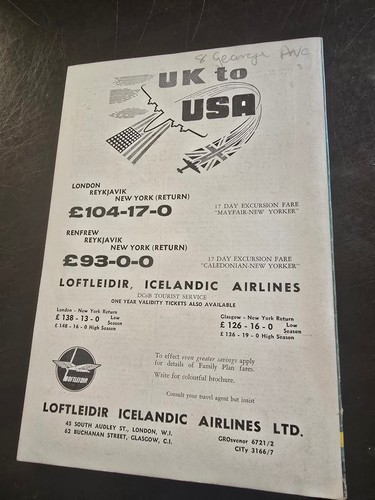 8 George Ave
UK to
USA
LONDON
REYKJAVIK
NEW YORK (RETURN)
£104-17-0
17 DAY EXCURSION FARE
"MAYFAIR-NEW YORKER"
RENFREW
REYKJAVIK
NEW YORK (RETURN)
£93-0-0
17 DAY EXCURSION FARE
"CALEDONIAN-NEW YORKER"
LOFTLEIDIR, ICELANDIC AIRLINES
DC6B TOURIST SERVICE
ONE YEAR VALIDITY TICKETS ALSO AVAILABLE
London - New York Return
£ 138 - 13 - 0 Low Season
£ 148 - 16 - 0 High Season
Glasgow - New York Return
£ 126 - 16 - 0 Low Season
£ 136 - 19 - 0 High Season
LOFTLEIDIR
To effect even greater savings apply
for details of Family Plan fares.
Write for colourful brochure.
Consult your travel agent but insist
LOFTLEIDIR ICELANDIC AIRLINES LTD.
45 SOUTH AUDLEY ST., LONDON, W.I.
62 BUCHANAN STREET, GLASGOW, C.I.
GROsvenor 6721/2
CITy 3166/7